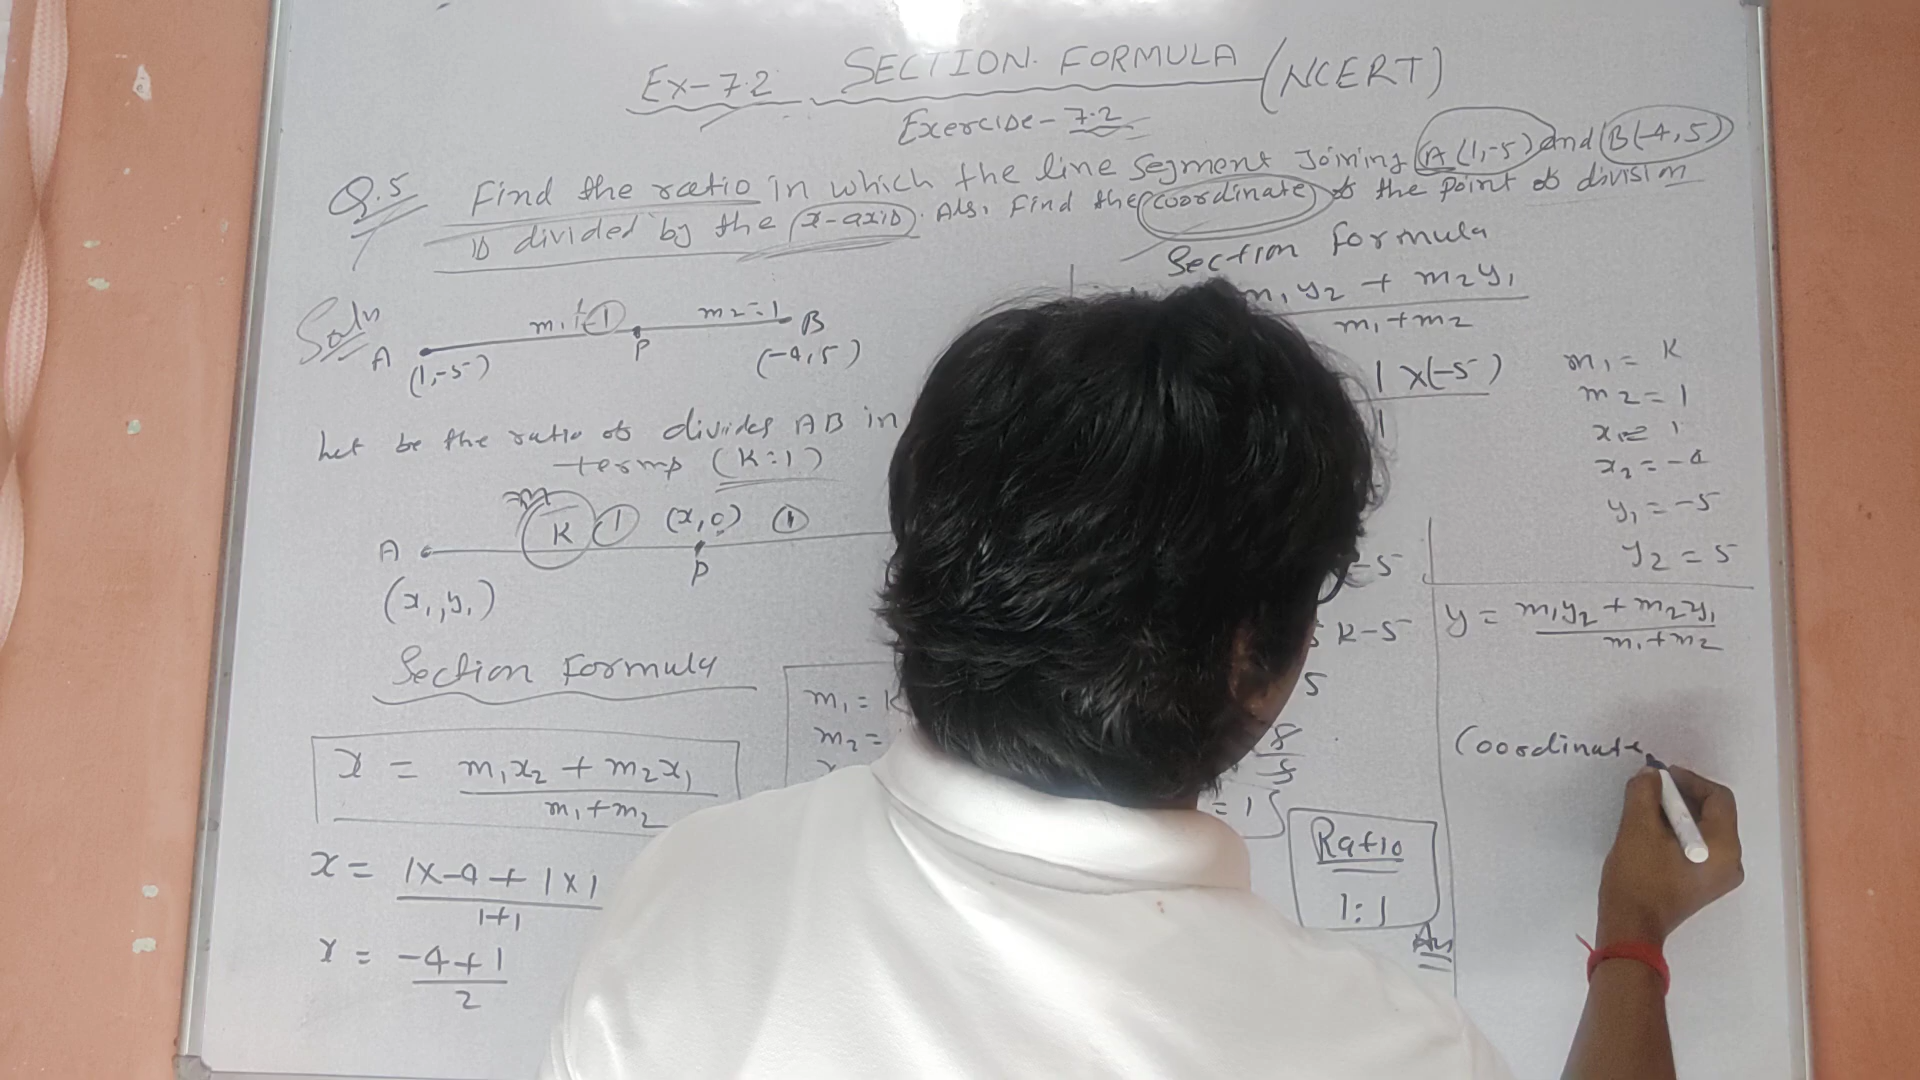 Ex-7.2 SECTION FORMULA (NCERT)
Exercise - 7.2
Q.5 Find the ratio in which the line segment Joining A(1,-5) and B(-4,5)
is divided by the x-axis. Also Find the coordinate of the point of division
Soln
m1=1 m2=1
A P B
(1,-5) (-4,5)
Let be the ratio of divides AB in
term (K:1)
K 1 (x,0) 1
A P
(x1,y1)
Section Formula
m1 = K
m2 =
x = m1x2 + m2x1
m1+m2
x = 1x-4 + 1x1
1+1
x = -4+1
2
Section formula
m1y2 + m2y1
m1+m2
1x(-5)
1
-5
K-5
5
= 1
Ratio
1:1
Ans
m1 = K
m2 = 1
x1 = 1
x2 = -4
y1 = -5
y2 = 5
y = m1y2 + m2y1
m1+m2
Coordinate